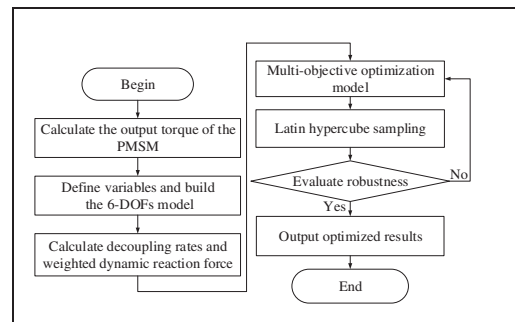 Begin
Calculate the output torque of the
PMSM
Define variables and build
the 6-DOFs model
Calculate decoupling rates and
weighted dynamic reaction force
Multi-objective optimization
model
Latin hypercube sampling
Evaluate robustness
No
Yes
Output optimized results
End